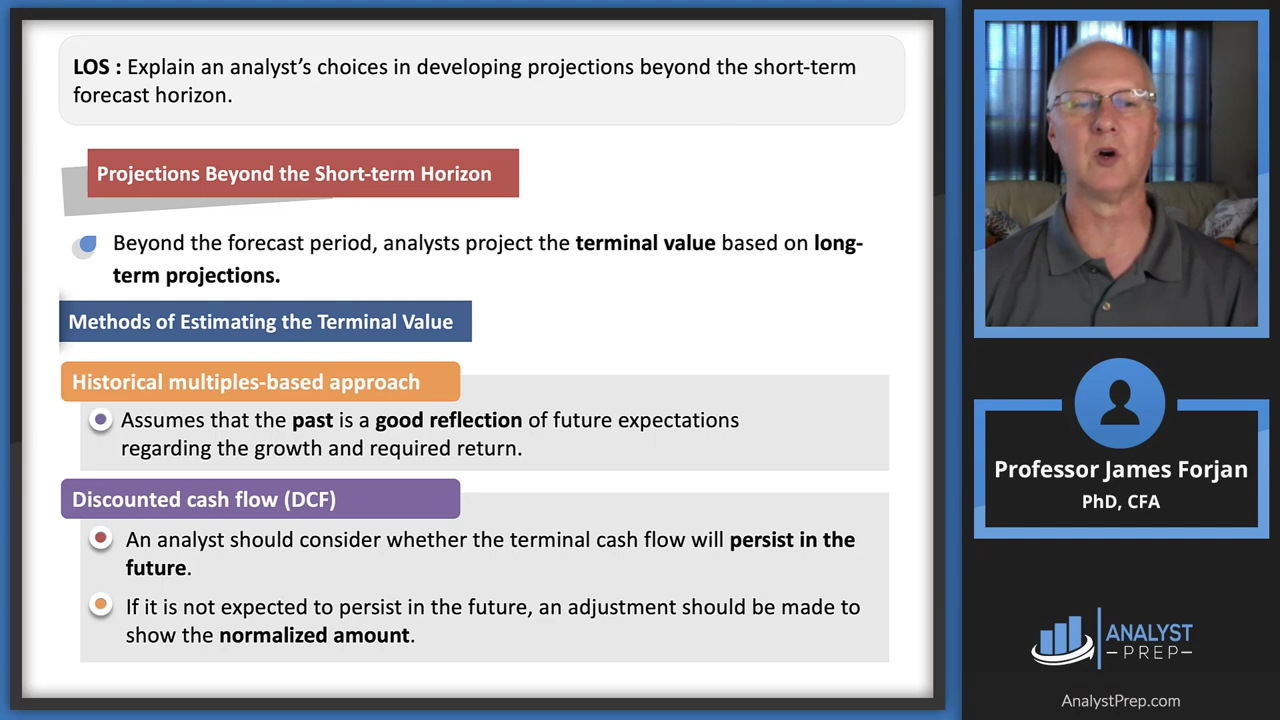 LOS : Explain an analyst’s choices in developing projections beyond the short-term
forecast horizon.
Projections Beyond the Short-term Horizon
Beyond the forecast period, analysts project the terminal value based on long-
term projections.
Methods of Estimating the Terminal Value
Historical multiples-based approach
Assumes that the past is a good reflection of future expectations
regarding the growth and required return.
Discounted cash flow (DCF)
An analyst should consider whether the terminal cash flow will persist in the
future.
If it is not expected to persist in the future, an adjustment should be made to
show the normalized amount.
Professor James Forjan
PhD, CFA
ANALYST
PREP
AnalystPrep.com